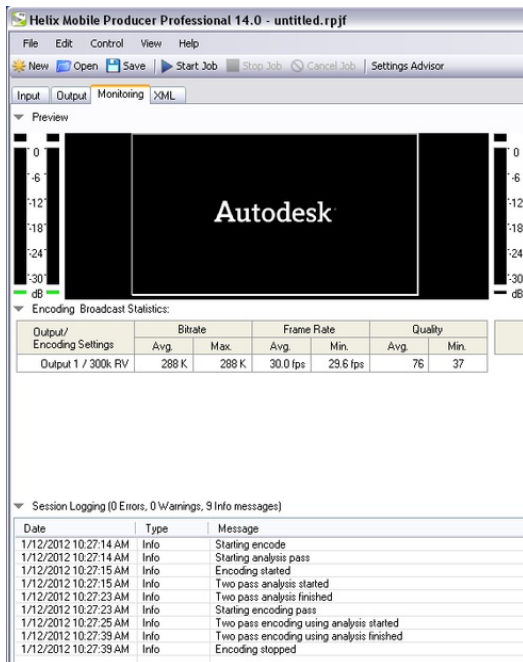 Helix Mobile Producer Professional 14.0 - untitled.rpjf
File Edit Control View Help
New Open Save Start Job Stop Job Cancel Job Settings Advisor
Input Output Monitoring XML
Preview
0 0
-6 -6
-12 -12
-18 -18
-24 -24
-30 -30
dB dB
Autodesk
Encoding Broadcast Statistics:
Output/ Encoding Settings Bitrate Frame Rate Quality
Avg. Max. Avg. Min. Avg. Min.
Output 1 / 300k RV 288 K 288 K 30.0 fps 29.6 fps 76 37
Session Logging (0 Errors, 0 Warnings, 9 Info messages)
Date Type Message
1/12/2012 10:27:14 AM Info Starting encode
1/12/2012 10:27:14 AM Info Starting analysis pass
1/12/2012 10:27:15 AM Info Encoding started
1/12/2012 10:27:15 AM Info Two pass analysis started
1/12/2012 10:27:23 AM Info Two pass analysis finished
1/12/2012 10:27:23 AM Info Starting encoding pass
1/12/2012 10:27:25 AM Info Two pass encoding using analysis started
1/12/2012 10:27:39 AM Info Two pass encoding using analysis finished
1/12/2012 10:27:39 AM Info Encoding stopped